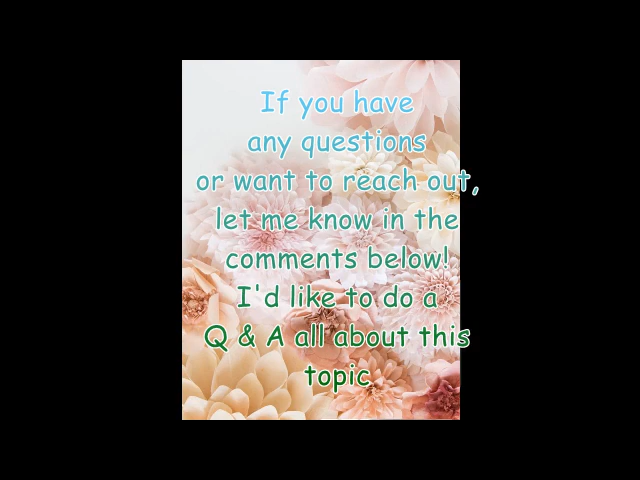 If you have
any questions
or want to reach out,
let me know in the
comments below!
I'd like to do a
Q & A all about this
topic